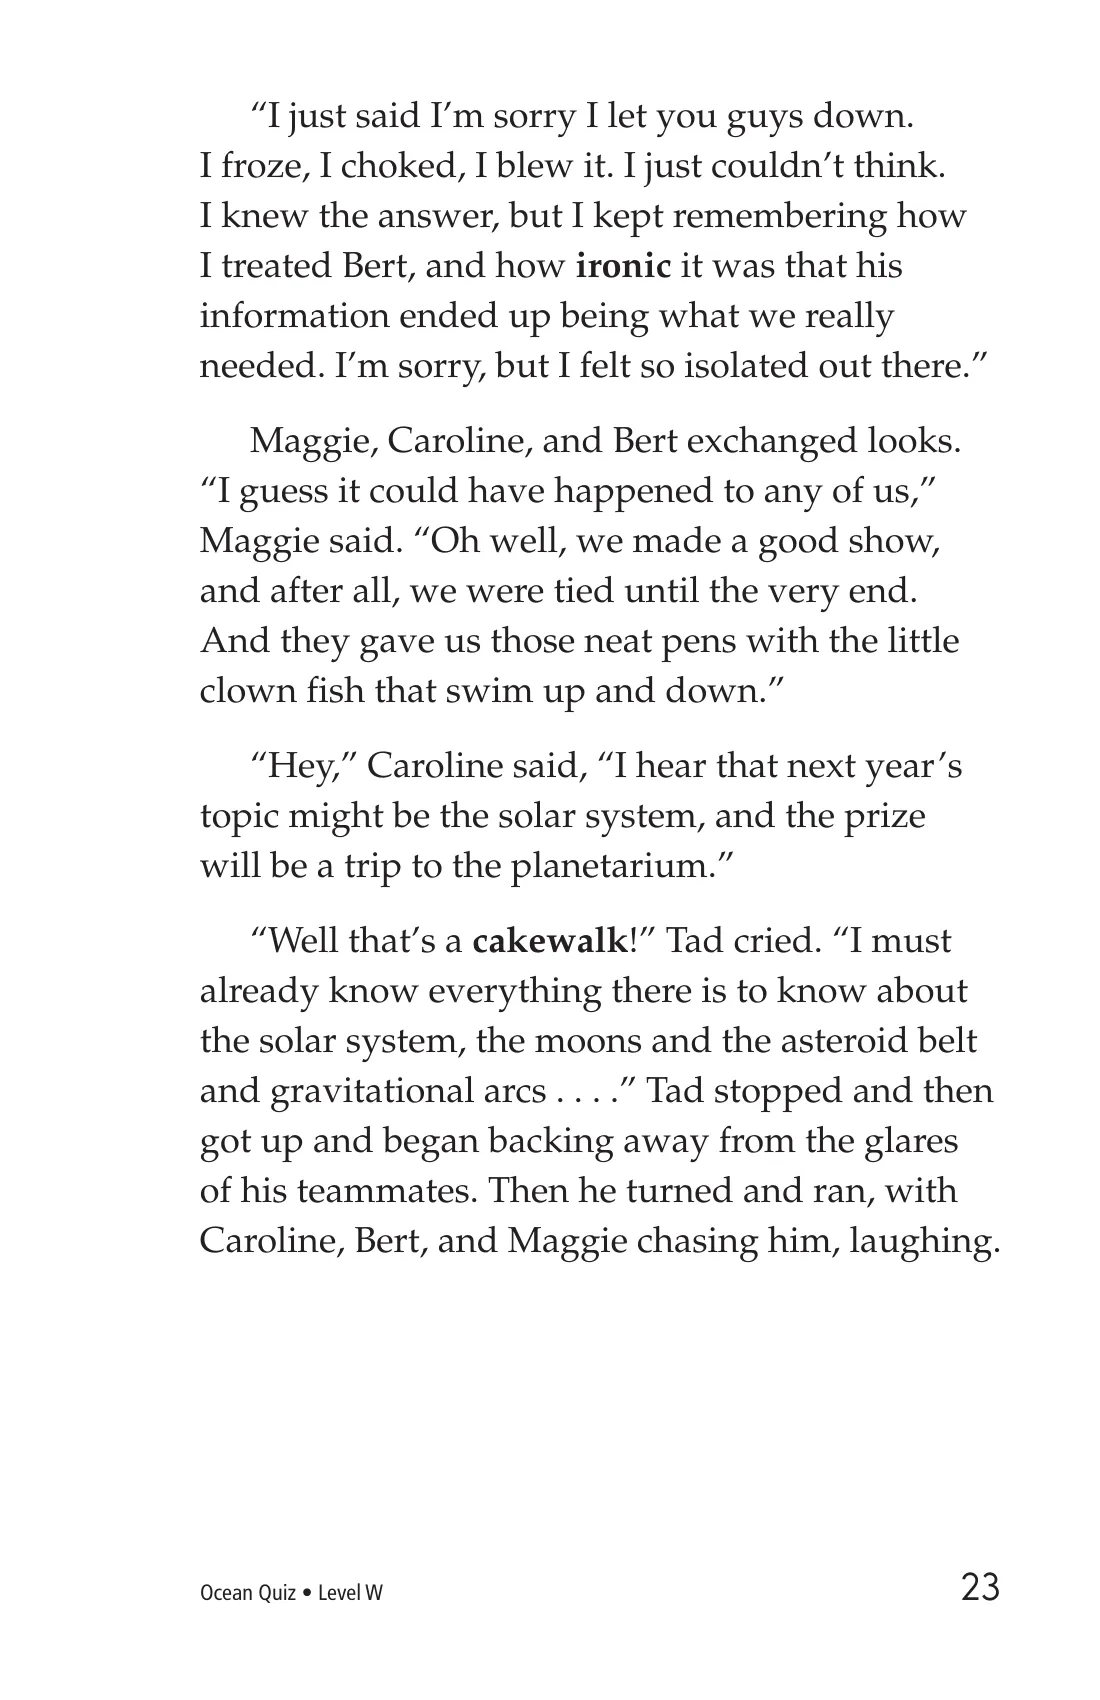 “I just said I’m sorry I let you guys down.
I froze, I choked, I blew it. I just couldn’t think.
I knew the answer, but I kept remembering how
I treated Bert, and how ironic it was that his
information ended up being what we really
needed. I’m sorry, but I felt so isolated out there.”
Maggie, Caroline, and Bert exchanged looks.
“I guess it could have happened to any of us,”
Maggie said. “Oh well, we made a good show,
and after all, we were tied until the very end.
And they gave us those neat pens with the little
clown fish that swim up and down.”
“Hey,” Caroline said, “I hear that next year’s
topic might be the solar system, and the prize
will be a trip to the planetarium.”
“Well that’s a cakewalk!” Tad cried. “I must
already know everything there is to know about
the solar system, the moons and the asteroid belt
and gravitational arcs . . . .” Tad stopped and then
got up and began backing away from the glares
of his teammates. Then he turned and ran, with
Caroline, Bert, and Maggie chasing him, laughing.
Ocean Quiz • Level W
23